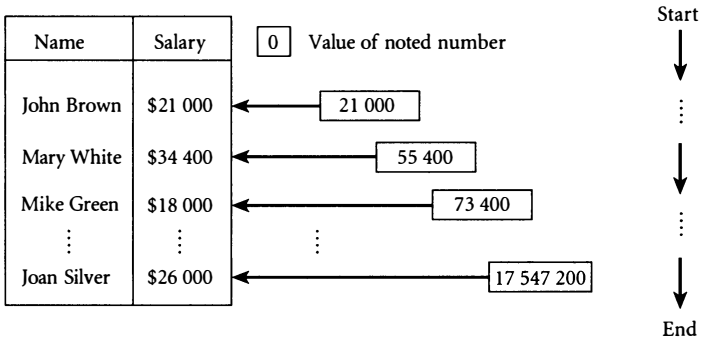 Start
Name Salary 0 Value of noted number
John Brown $21 000 21 000
Mary White $34 400 55 400
Mike Green $18 000 73 400
Joan Silver $26 000 17 547 200
End